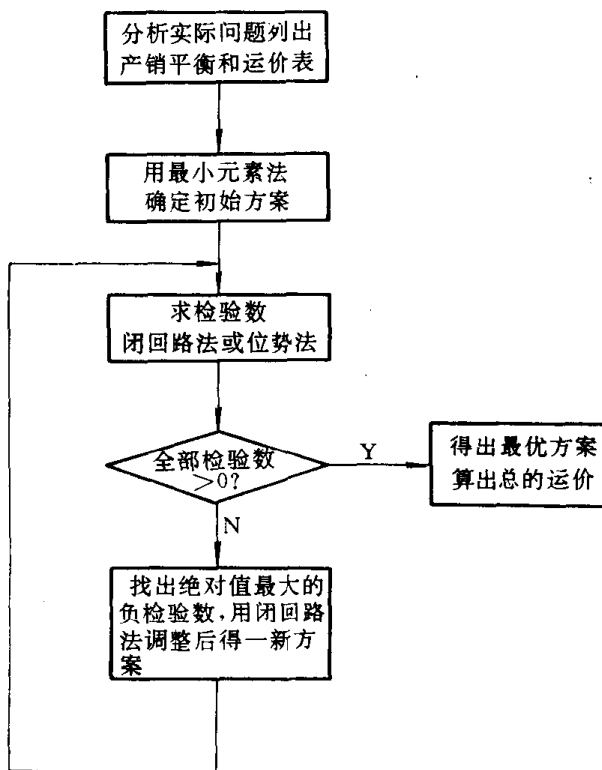 分析实际问题列出
产销平衡和运价表
用最小元素法
确定初始方案
求检验数
闭回路法或位势法
全部检验数
>0?
Y
得出最优方案
算出总的运价
N
找出绝对值最大的
负检验数,用闭回路
法调整后得一新方
案